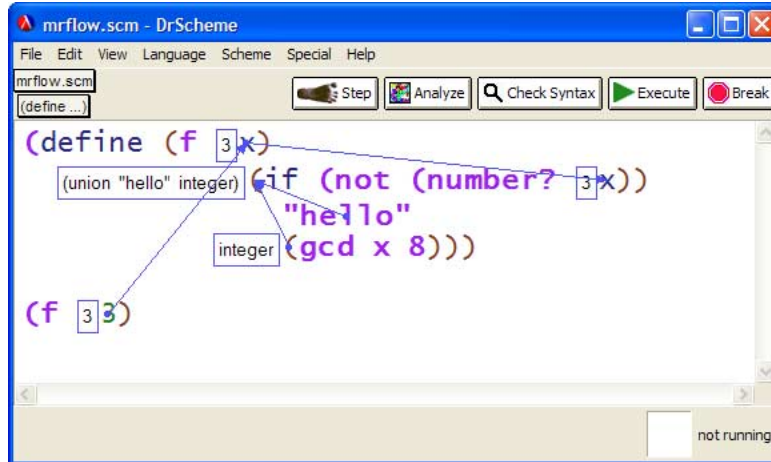 mrflow.scm - DrScheme
File Edit View Language Scheme Special Help
mrflow.scm
(define ...)
Step Analyze Check Syntax Execute Break
(define (f 3 x)
(union "hello" integer) (if (not (number? 3 x))
"hello"
integer (gcd x 8)))
(f 3 3)
not running